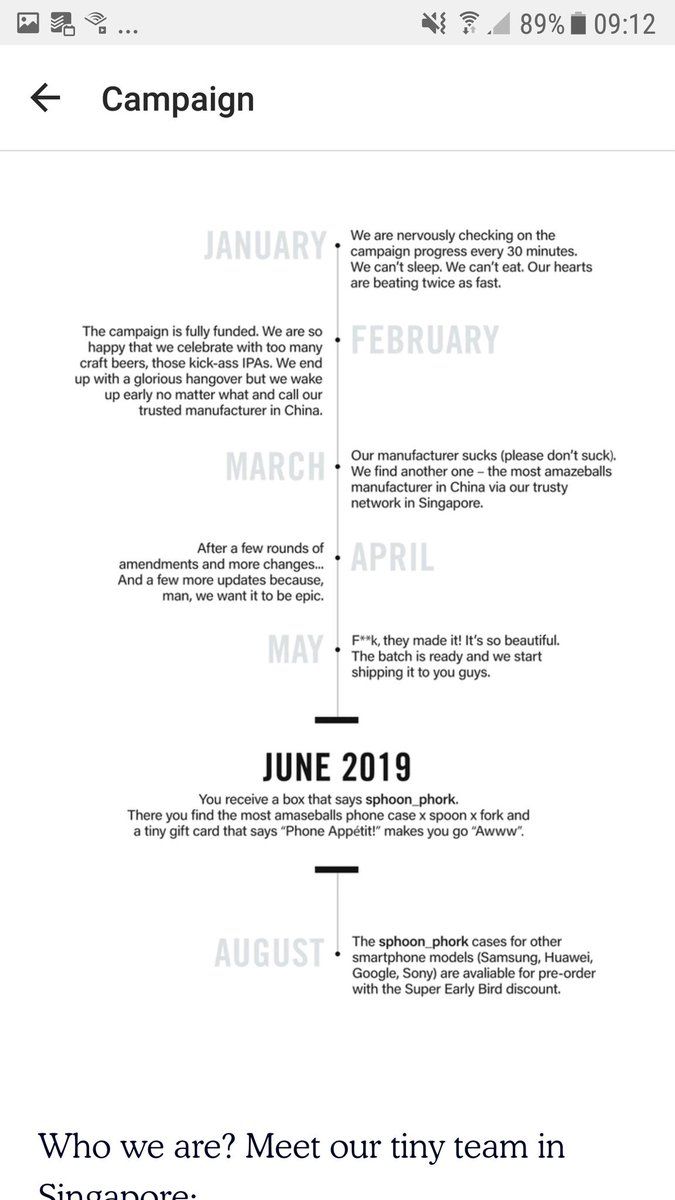 ... 89% 09:12
Campaign
JANUARY
We are nervously checking on the
campaign progress every 30 minutes.
We can't sleep. We can't eat. Our hearts
are beating twice as fast.
FEBRUARY
The campaign is fully funded. We are so
happy that we celebrate with too many
craft beers, those kick-ass IPAs. We end
up with a glorious hangover but we wake
up early no matter what and call our
trusted manufacturer in China.
MARCH
Our manufacturer sucks (please don't suck).
We find another one – the most amazeballs
manufacturer in China via our trusty
network in Singapore.
APRIL
After a few rounds of
amendments and more changes...
And a few more updates because,
man, we want it to be epic.
MAY
F**k, they made it! It's so beautiful.
The batch is ready and we start
shipping it to you guys.
JUNE 2019
You receive a box that says sphoon_phork.
There you find the most amaseballs phone case x spoon x fork and
a tiny gift card that says “Phone Appétit!” makes you go “Awww”.
AUGUST
The sphoon_phork cases for other
smartphone models (Samsung, Huawei,
Google, Sony) are avaliable for pre-order
with the Super Early Bird discount.
Who we are? Meet our tiny team in
Singapore: